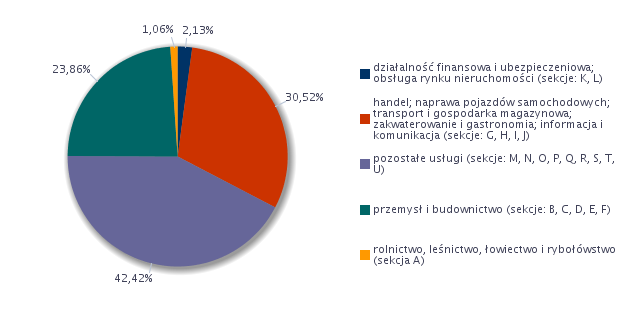 1,06%
2,13%
23,86%
30,52%
42,42%
działalność finansowa i ubezpieczeniowa;
obsługa rynku nieruchomości (sekcje: K, L)
handel; naprawa pojazdów samochodowych;
transport i gospodarka magazynowa;
zakwaterowanie i gastronomia; informacja i
komunikacja (sekcje: G, H, I, J)
pozostałe usługi (sekcje: M, N, O, P, Q, R, S, T,
U)
przemysł i budownictwo (sekcje: B, C, D, E, F)
rolnictwo, leśnictwo, łowiectwo i rybołówstwo
(sekcja A)